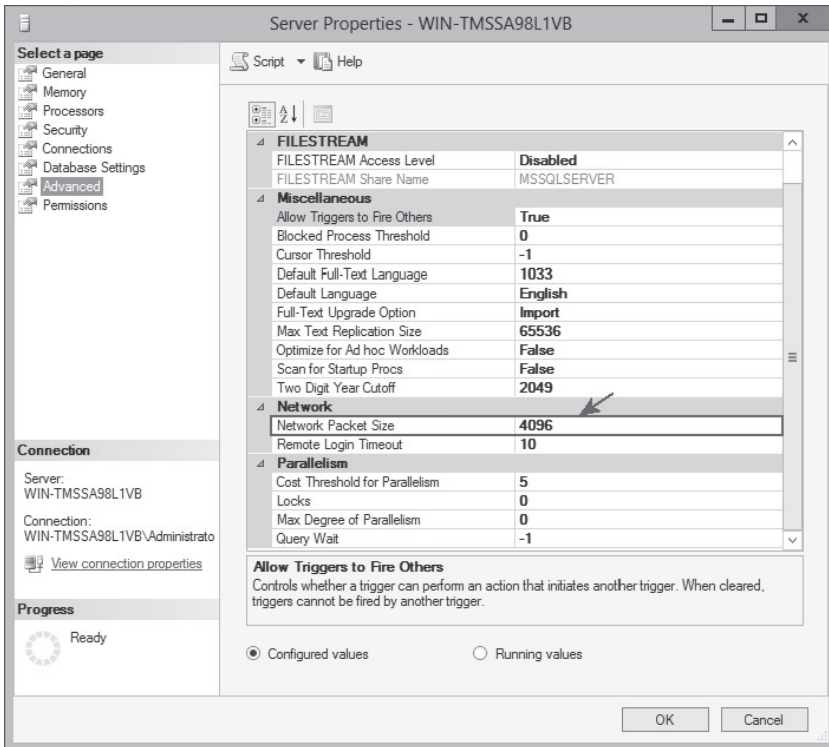 Server Properties - WIN-TMSSA98L1VB
Select a page
General
Memory
Processors
Security
Connections
Database Settings
Advanced
Permissions
Script Help
FILESTREAM
FILESTREAM Access Level Disabled
FILESTREAM Share Name MSSQLSERVER
Miscellaneous
Allow Triggers to Fire Others True
Blocked Process Threshold 0
Cursor Threshold -1
Default Full-Text Language 1033
Default Language English
Full-Text Upgrade Option Import
Max Text Replication Size 65536
Optimize for Ad hoc Workloads False
Scan for Startup Procs False
Two Digit Year Cutoff 2049
Network
Network Packet Size 4096
Remote Login Timeout 10
Parallelism
Cost Threshold for Parallelism 5
Locks 0
Max Degree of Parallelism 0
Query Wait -1
Connection
Server:
WIN-TMSSA98L1VB
Connection:
WIN-TMSSA98L1VB\Administrato
View connection properties
Progress
Ready
Allow Triggers to Fire Others
Controls whether a trigger can perform an action that initiates another trigger. When cleared,
triggers cannot be fired by another trigger.
Configured values Running values
OK Cancel